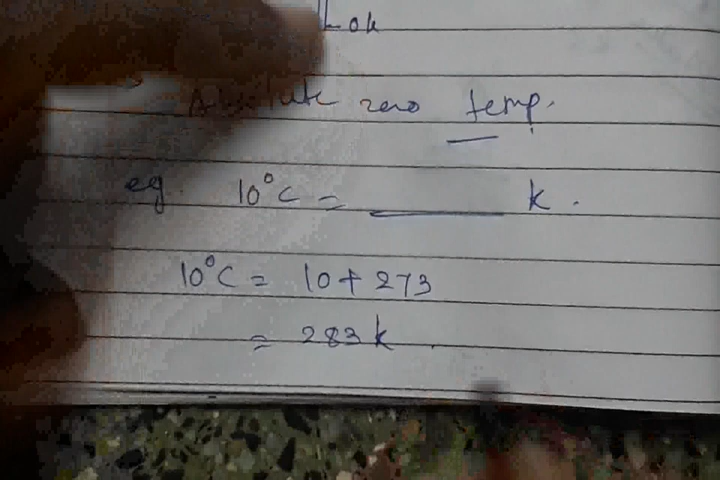 Absolute zero temp.
eg. 10°C = ______ k.
10°C = 10 + 273
= 283 k.